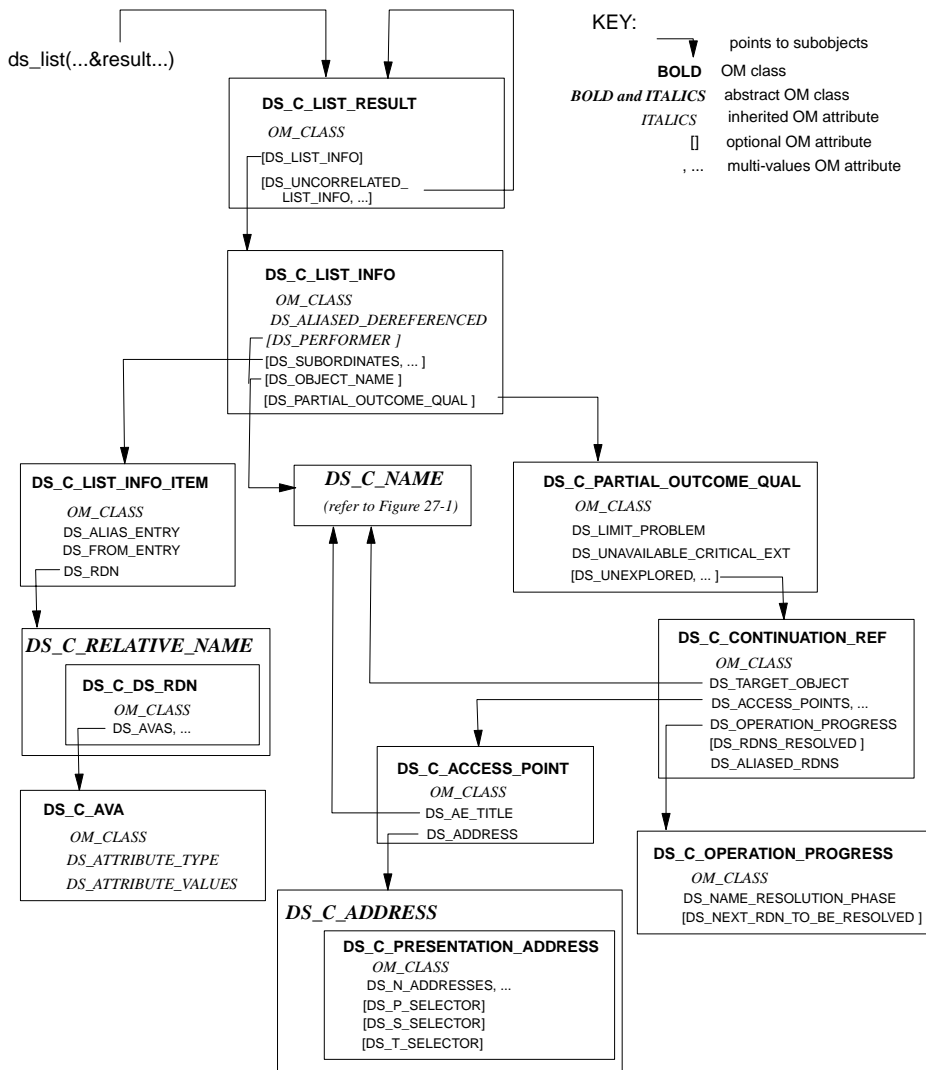 ds_list(...&result...)
KEY:
points to subobjects
BOLD OM class
BOLD and ITALICS abstract OM class
ITALICS inherited OM attribute
[] optional OM attribute
, ... multi-values OM attribute
DS_C_LIST_RESULT
OM_CLASS
[DS_LIST_INFO]
[DS_UNCORRELATED_
LIST_INFO, ...]
DS_C_LIST_INFO
OM_CLASS
DS_ALIASED_DEREFERENCED
[DS_PERFORMER ]
[DS_SUBORDINATES, ... ]
[DS_OBJECT_NAME ]
[DS_PARTIAL_OUTCOME_QUAL ]
DS_C_LIST_INFO_ITEM
OM_CLASS
DS_ALIAS_ENTRY
DS_FROM_ENTRY
DS_RDN
DS_C_NAME
(refer to Figure 27-1)
DS_C_PARTIAL_OUTCOME_QUAL
OM_CLASS
DS_LIMIT_PROBLEM
DS_UNAVAILABLE_CRITICAL_EXT
[DS_UNEXPLORED, ... ]
DS_C_RELATIVE_NAME
DS_C_DS_RDN
OM_CLASS
DS_AVAS, ...
DS_C_CONTINUATION_REF
OM_CLASS
DS_TARGET_OBJECT
DS_ACCESS_POINTS, ...
DS_OPERATION_PROGRESS
[DS_RDNS_RESOLVED ]
DS_ALIASED_RDNS
DS_C_ACCESS_POINT
OM_CLASS
DS_AE_TITLE
DS_ADDRESS
DS_C_AVA
OM_CLASS
DS_ATTRIBUTE_TYPE
DS_ATTRIBUTE_VALUES
DS_C_OPERATION_PROGRESS
OM_CLASS
DS_NAME_RESOLUTION_PHASE
[DS_NEXT_RDN_TO_BE_RESOLVED ]
DS_C_ADDRESS
DS_C_PRESENTATION_ADDRESS
OM_CLASS
DS_N_ADDRESSES, ...
[DS_P_SELECTOR]
[DS_S_SELECTOR]
[DS_T_SELECTOR]